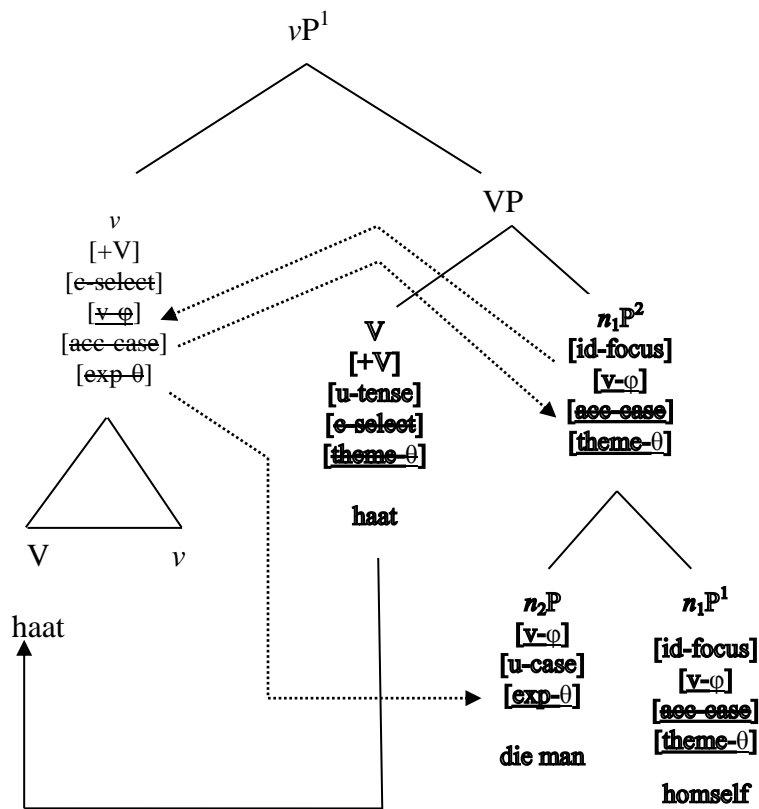 vP¹
VP
v
[+V]
[c-select]
[v-φ]
[acc-case]
[exp-θ]
V
[+V]
[u-tense]
[c-select]
[theme-θ]
haat
n₁P²
[id-focus]
[v-φ]
[acc-case]
[theme-θ]
V
v
haat
n₂P
[v-φ]
[u-case]
[exp-θ]
die man
n₁P¹
[id-focus]
[v-φ]
[acc-case]
[theme-θ]
homself